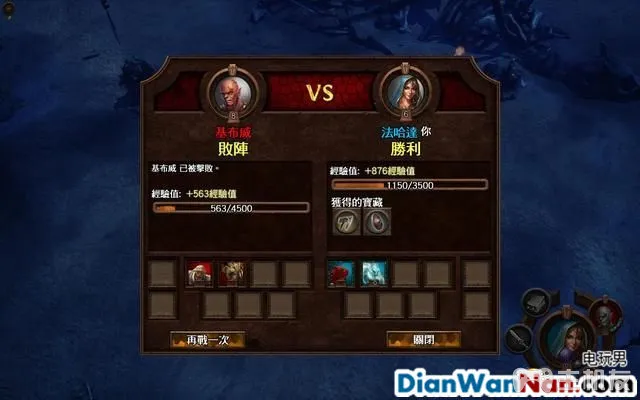 VS
8
6
基布威
法哈達 你
敗陣
勝利
基布威 已被擊敗。
經驗值: +876經驗值
1150/3500
經驗值: +563經驗值
563/4500
獲得的寶藏
再戰一次
關閉
电玩男
DianWanNan.com